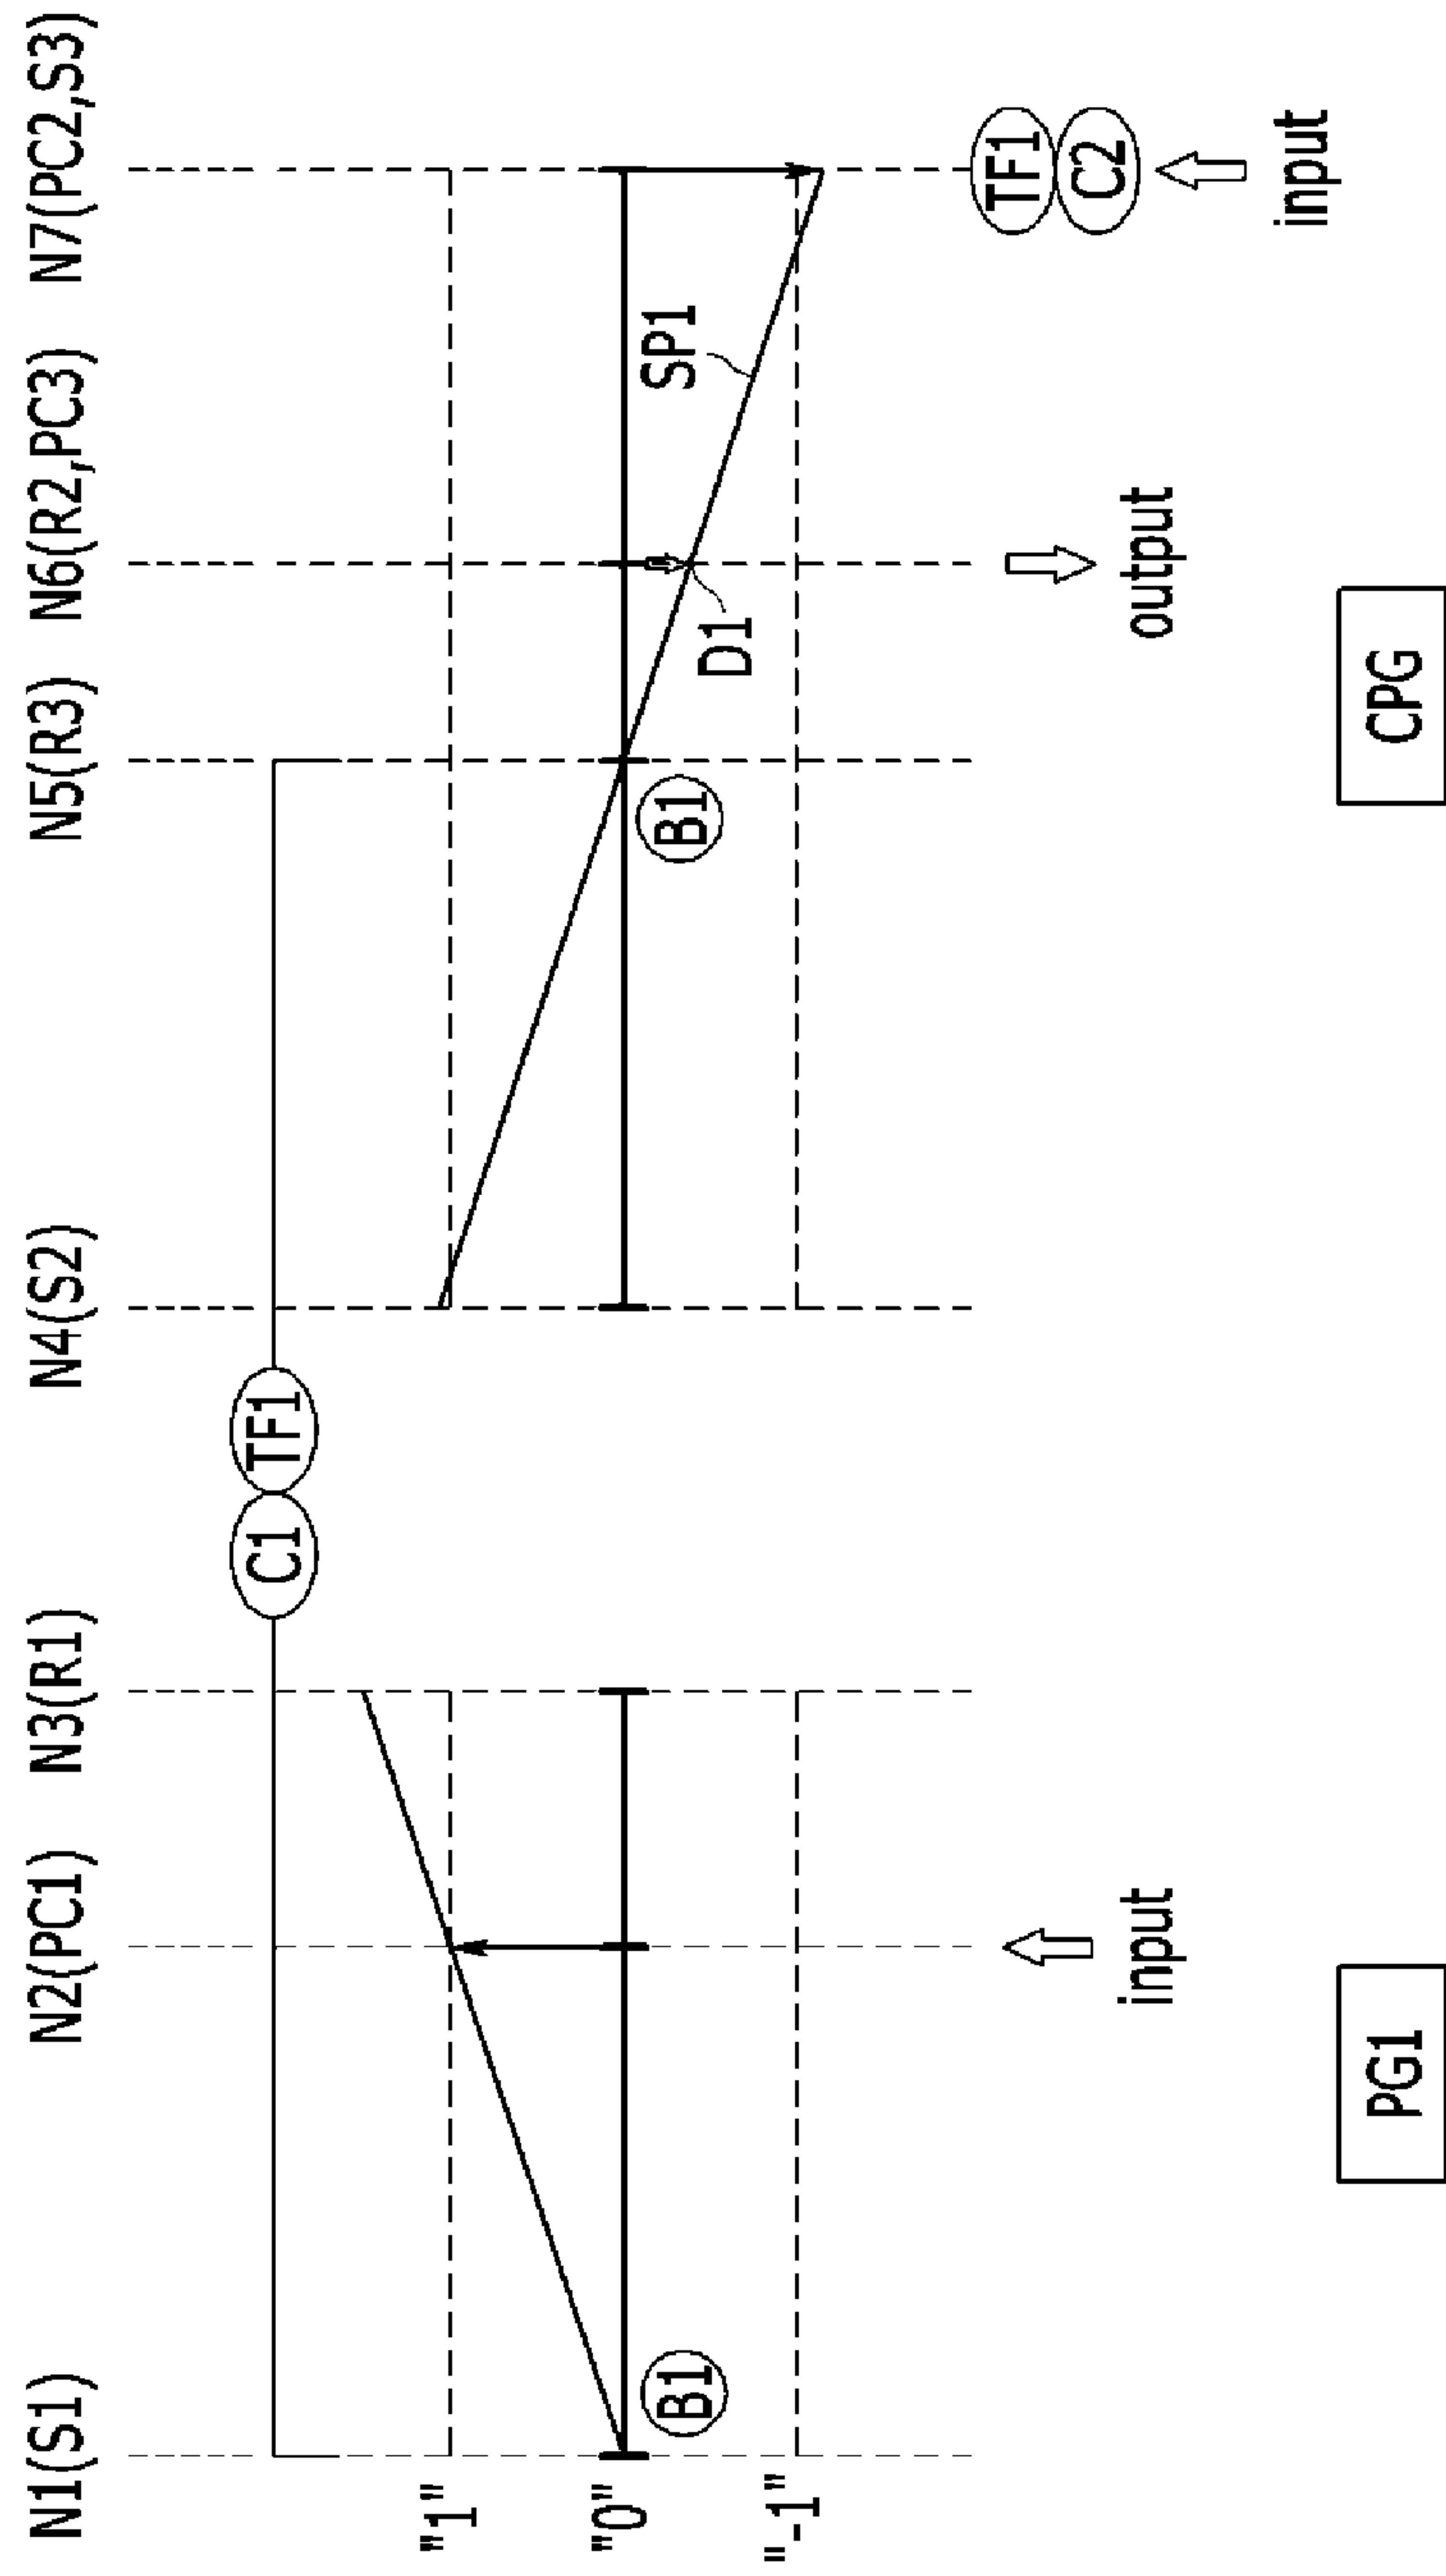 N1(S1) N2(PC1) N3(R1) N4(S2) N5(R3) N6(R2,PC3) N7(PC2,S3)
C1 TF1
"1"
"0"
"-1"
B1 B1 D1 SP1
TF1
C2
input output input
PG1 CPG